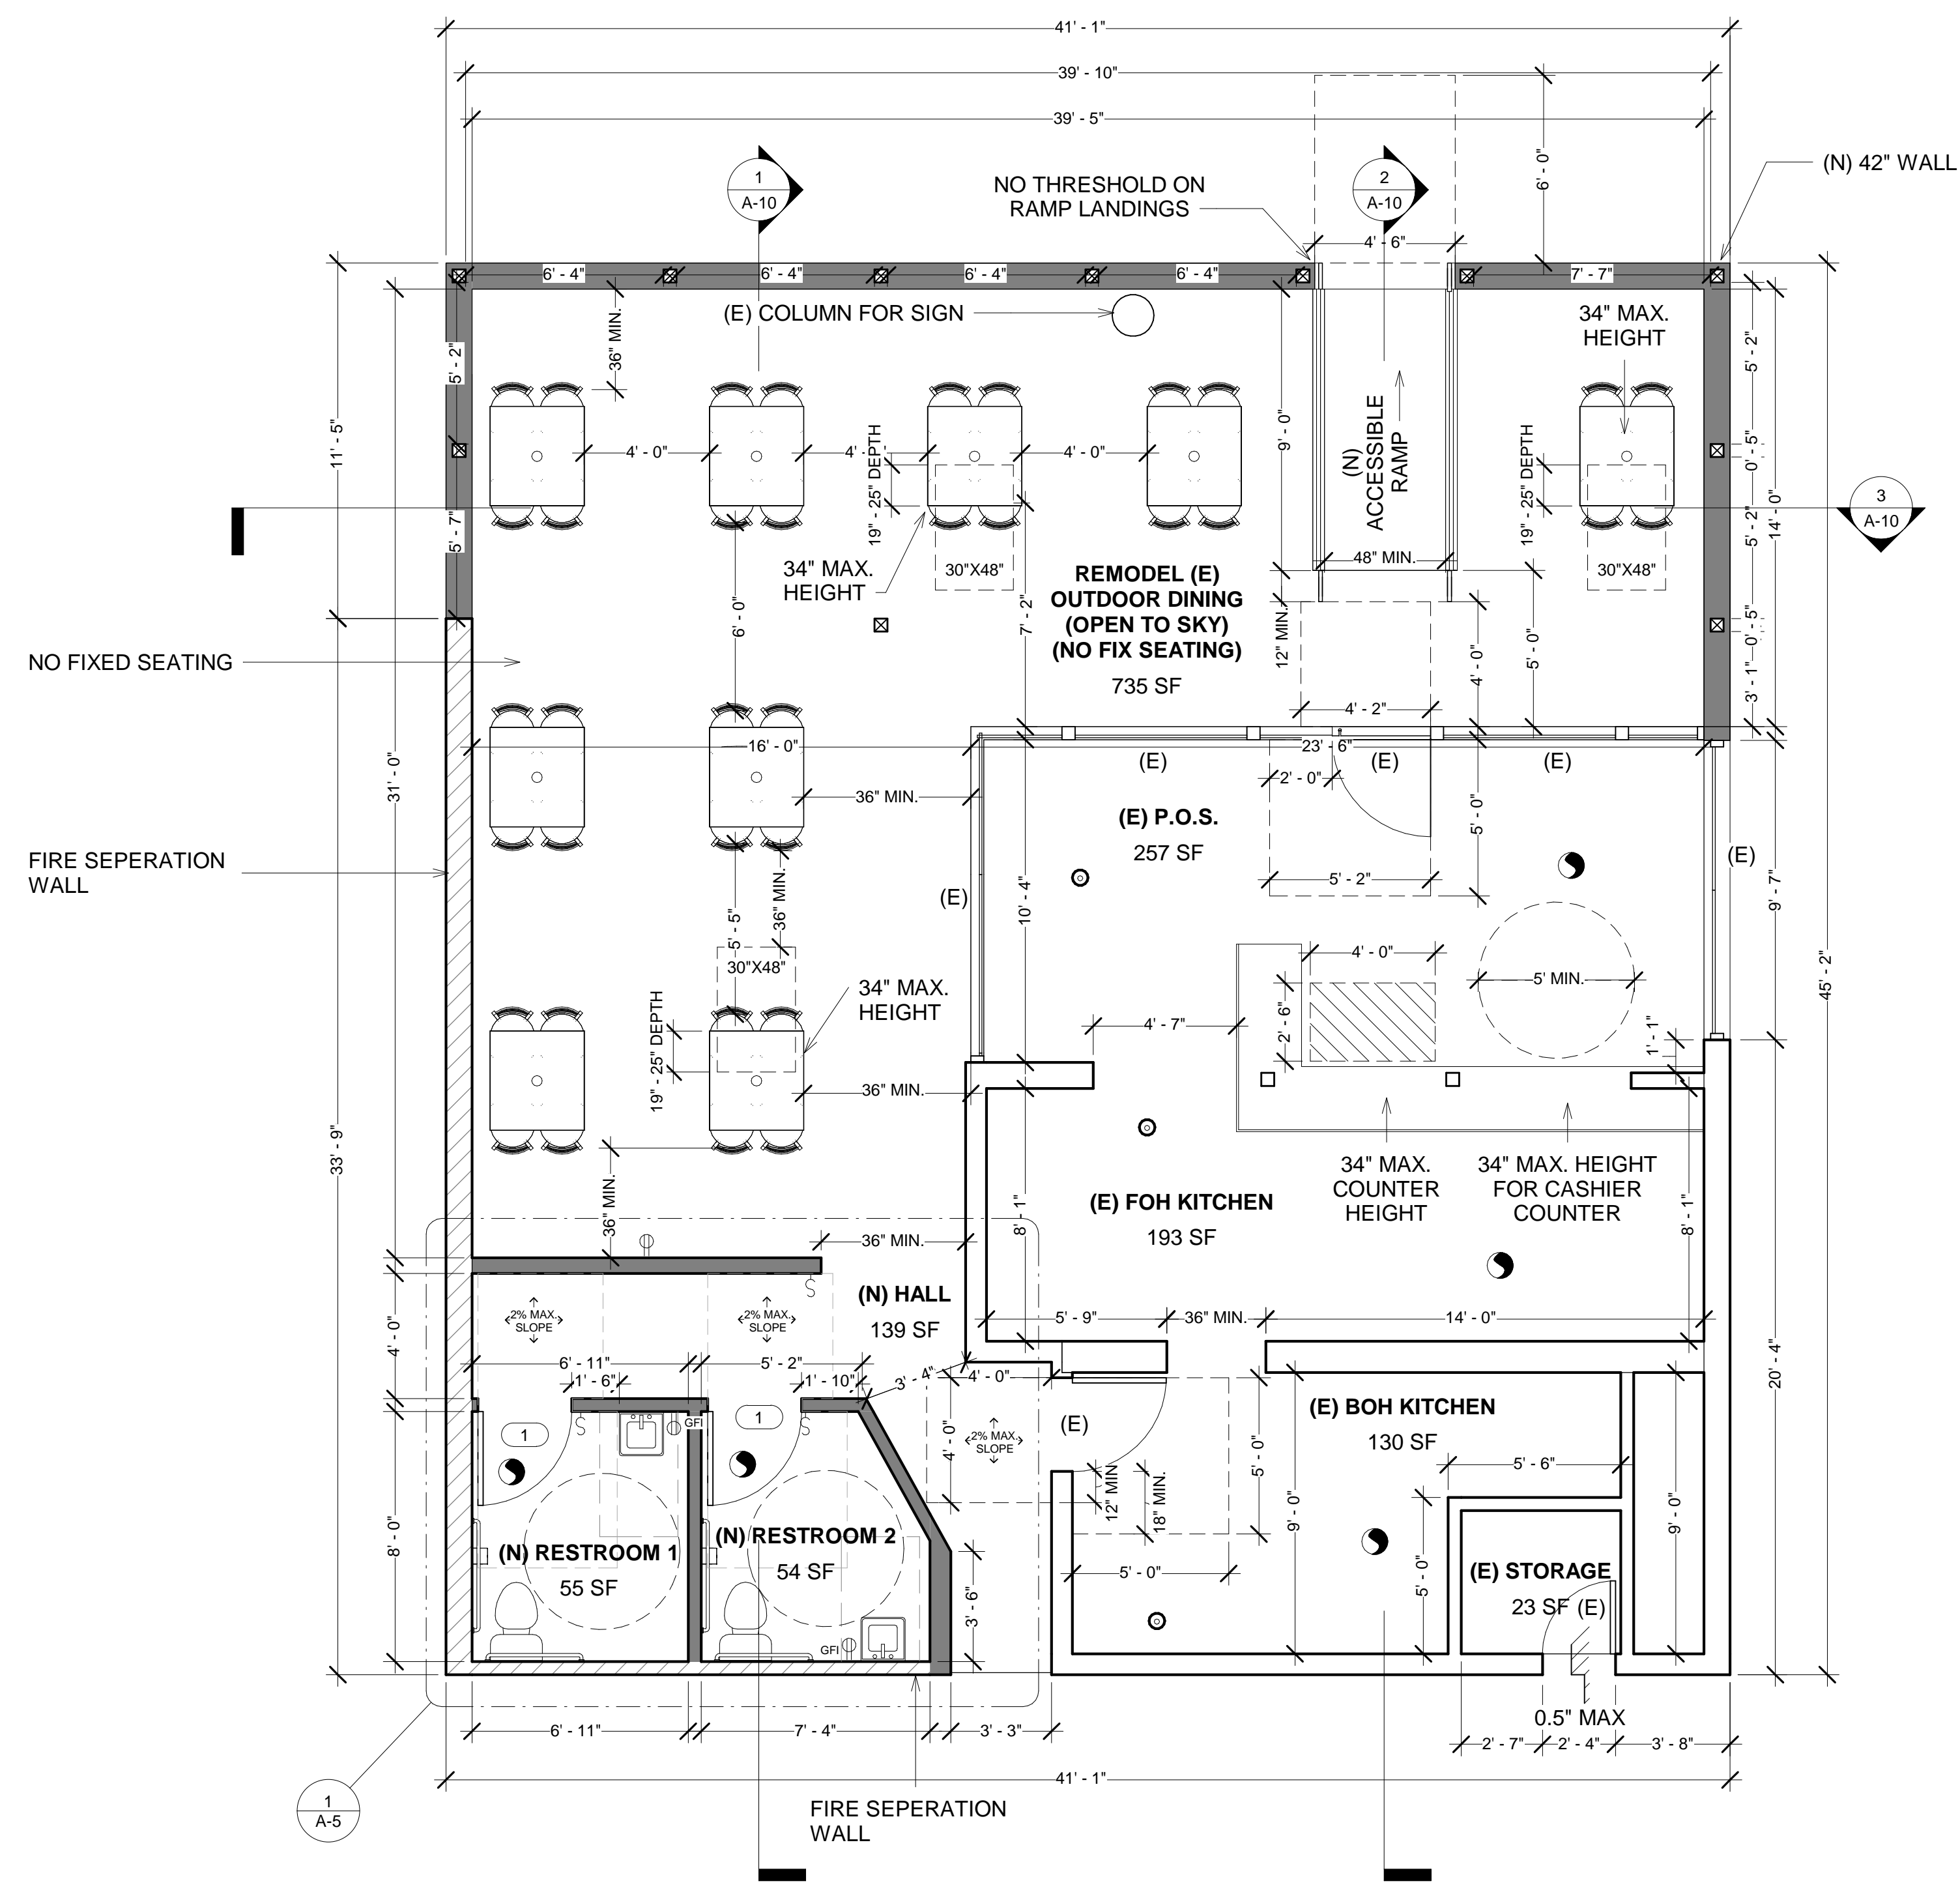 41' - 1"
39' - 10"
39' - 5"
6' - 0"
(N) 42" WALL
1
A-10
2
A-10
NO THRESHOLD ON
RAMP LANDINGS
4' - 6"
6' - 4"
6' - 4"
6' - 4"
6' - 4"
7' - 7"
(E) COLUMN FOR SIGN
34" MAX.
HEIGHT
36" MIN.
5' - 2"
5' - 2"
11' - 5"
9' - 0"
(N)
ACCESSIBLE
RAMP
4' - 0"
4' -
4' - 0"
19" - 25" DEPTH
19" - 25" DEPTH
0' - 5"
14' - 0"
3
A-10
5' - 7"
5' - 2"
48" MIN.
34" MAX.
HEIGHT
30"X48"
30"X48"
REMODEL (E)
OUTDOOR DINING
(OPEN TO SKY)
(NO FIX SEATING)
735 SF
6' - 0"
7' - 2"
12" MIN.
4' - 0"
5' - 0"
0' - 5"
3' - 1"
NO FIXED SEATING
4' - 2"
16' - 0"
23' - 6"
(E)
(E)
(E)
2' - 0"
31' - 0"
36" MIN.
(E) P.O.S.
257 SF
5' - 0"
FIRE SEPERATION
WALL
(E)
5' - 2"
(E)
10' - 4"
9' - 7"
36" MIN.
5' - 5"
30"X48"
34" MAX.
HEIGHT
4' - 0"
5' MIN.
45' - 2"
19" - 25" DEPTH
4' - 7"
2' - 6"
1' - 1"
36" MIN.
33' - 9"
34" MAX.
COUNTER
HEIGHT
34" MAX. HEIGHT
FOR CASHIER
COUNTER
(E) FOH KITCHEN
193 SF
8' - 1"
8' - 1"
36" MIN.
36" MIN.
(N) HALL
139 SF
2% MAX.
SLOPE
2% MAX.
SLOPE
5' - 9"
36" MIN.
14' - 0"
4' - 0"
6' - 11"
5' - 2"
1' - 6"
1' - 10"
3' - 4"
4' - 0"
20' - 4"
1
GFI
1
4' - 0"
2% MAX.
SLOPE
(E)
(E) BOH KITCHEN
130 SF
5' - 6"
5' - 0"
12" MIN
18" MIN.
9' - 0"
9' - 0"
8' - 0"
(N) RESTROOM 1
55 SF
(N) RESTROOM 2
54 SF
5' - 0"
5' - 0"
(E) STORAGE
23 SF
(E)
3' - 6"
GFI
6' - 11"
7' - 4"
3' - 3"
0.5" MAX
2' - 7"
2' - 4"
3' - 8"
41' - 1"
1
A-5
FIRE SEPERATION
WALL